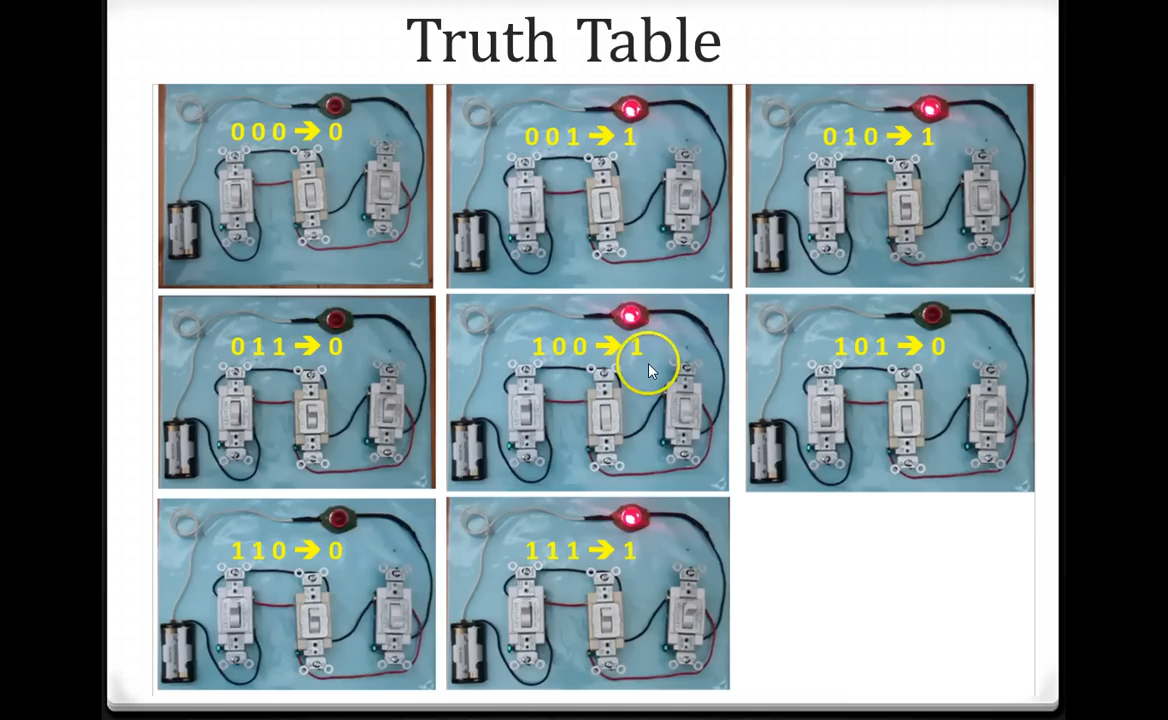 Truth Table
0 0 0 ➔ 0
0 0 1 ➔ 1
0 1 0 ➔ 1
0 1 1 ➔ 0
1 0 0 ➔ 1
1 0 1 ➔ 0
1 1 0 ➔ 0
1 1 1 ➔ 1